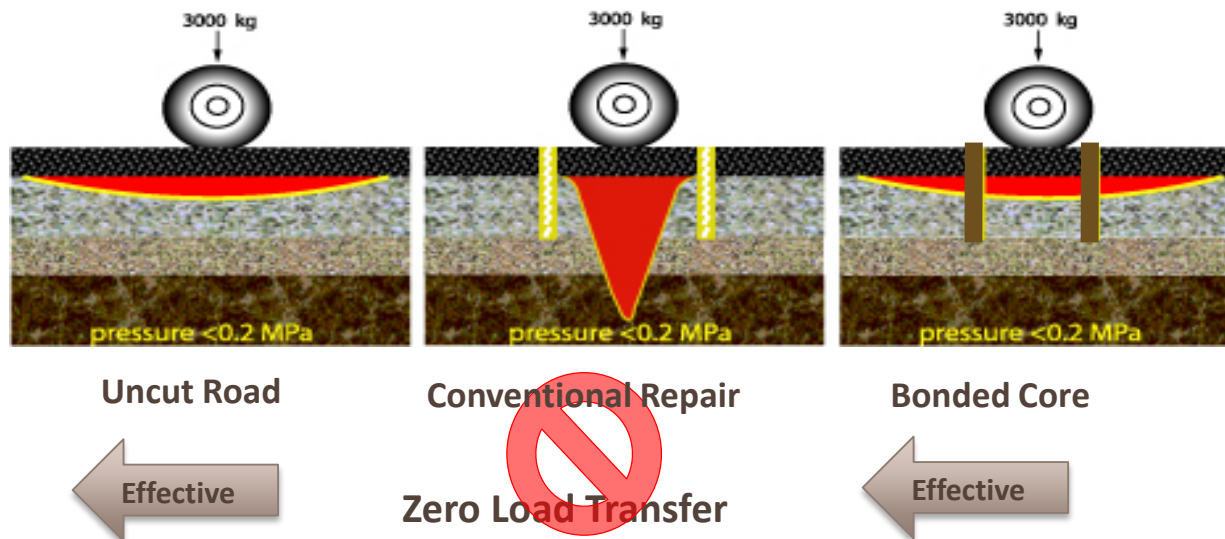 3000 kg
3000 kg
3000 kg
pressure <0.2 MPa
pressure <0.2 MPa
pressure <0.2 MPa
Uncut Road
Conventional Repair
Bonded Core
Effective
Zero Load Transfer
Effective